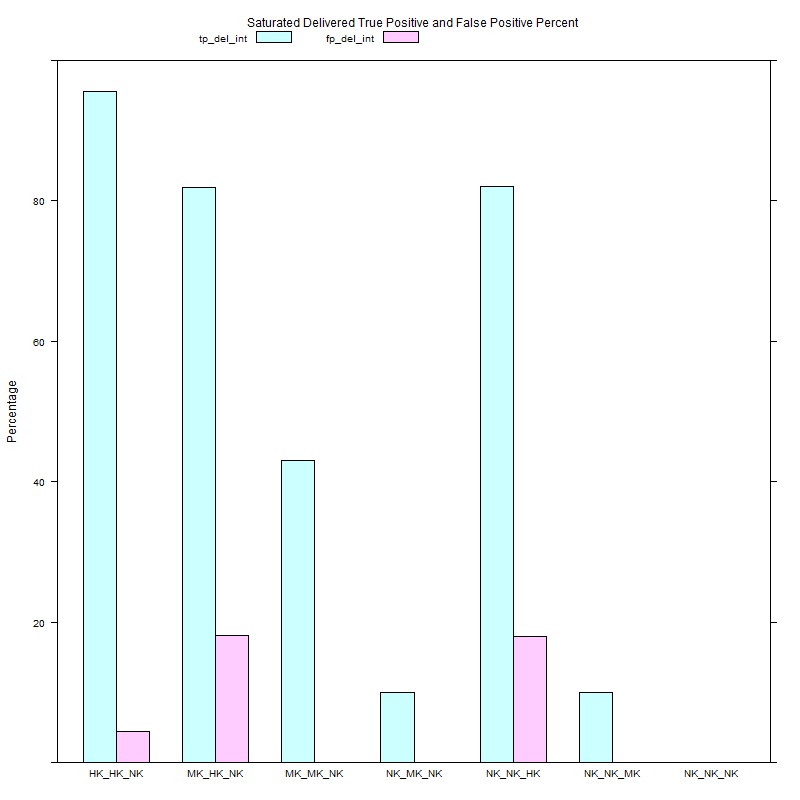 Saturated Delivered True Positive and False Positive Percent
tp_del_int fp_del_int
80
60
Percentage
40
20
HK_HK_NK MK_HK_NK MK_MK_NK NK_MK_NK NK_NK_HK NK_NK_MK NK_NK_NK